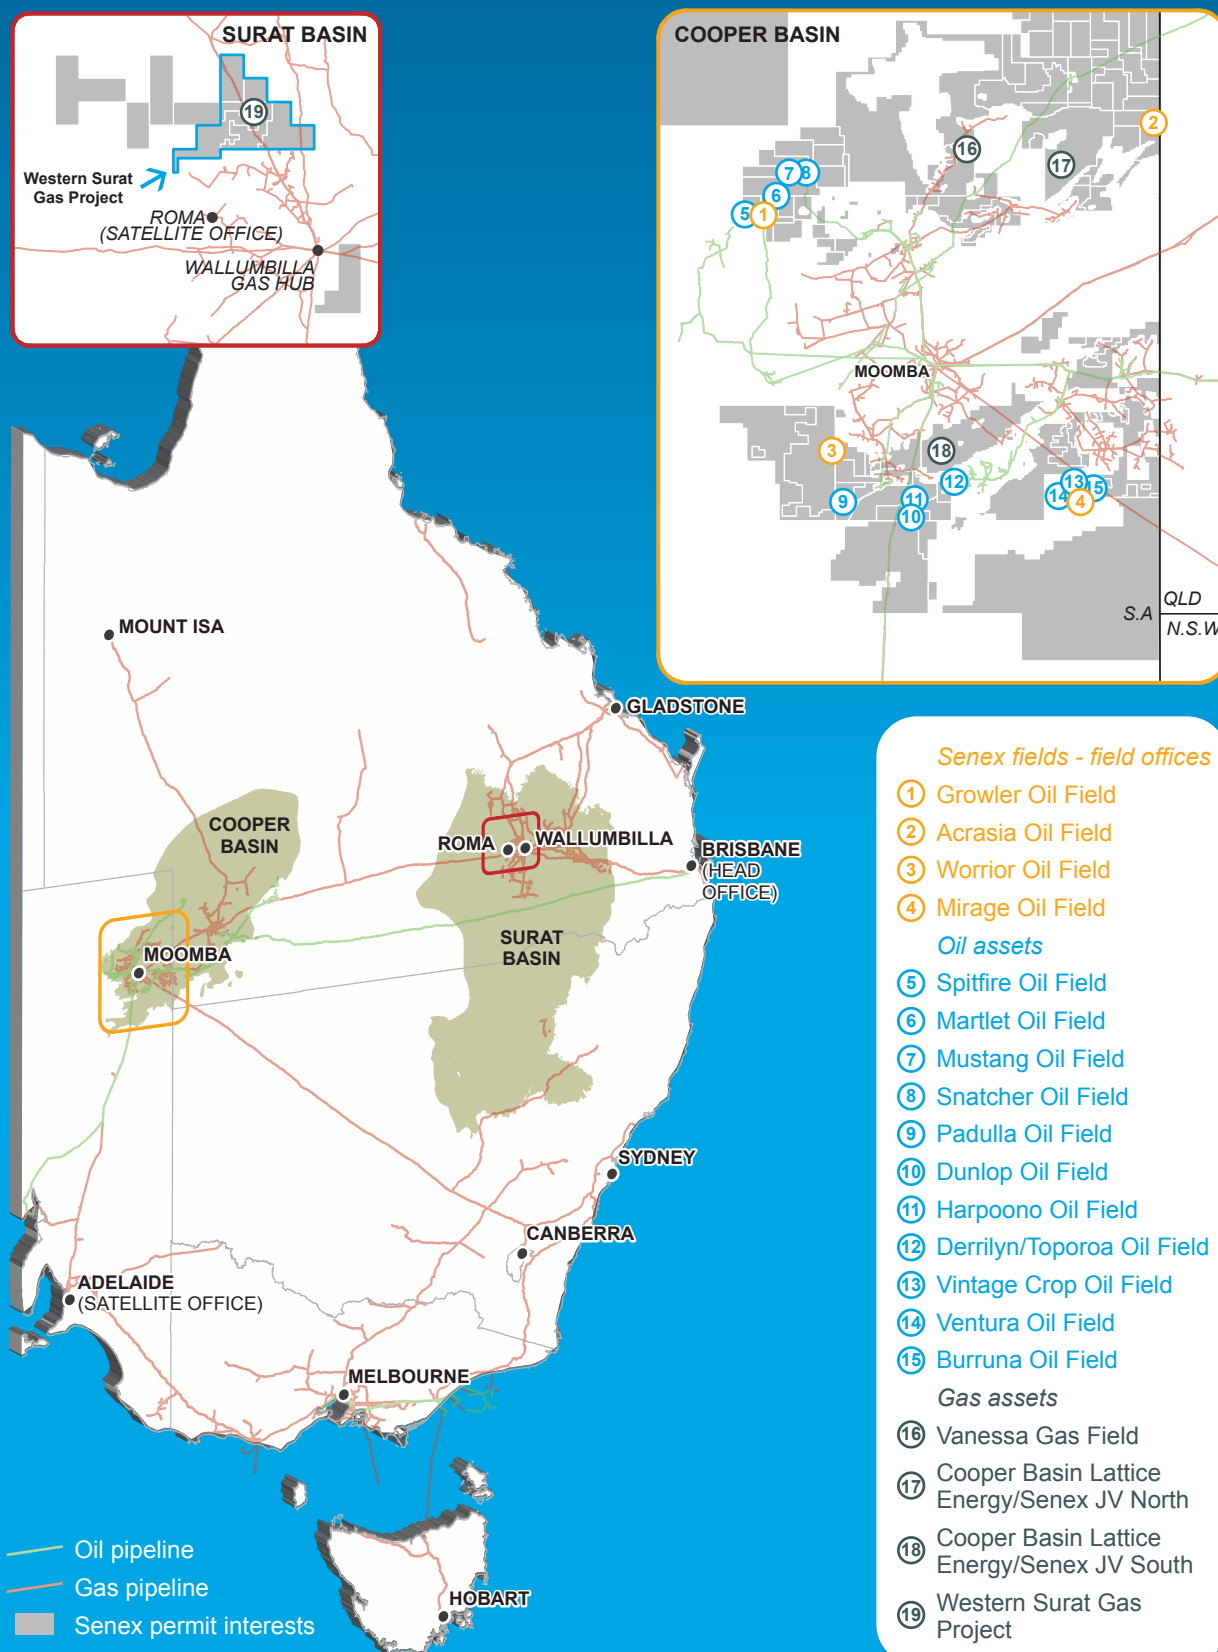 SURAT BASIN
19
Western Surat
Gas Project
ROMA
(SATELLITE OFFICE)
WALLUMBILLA
GAS HUB
COOPER BASIN
2
16
17
7
8
6
5
1
MOOMBA
3
18
12
13
15
14
4
9
11
10
S.A
QLD
N.S.W
MOUNT ISA
GLADSTONE
COOPER
BASIN
ROMA
WALLUMBILLA
BRISBANE
(HEAD
OFFICE)
SURAT
BASIN
MOOMBA
SYDNEY
CANBERRA
ADELAIDE
(SATELLITE OFFICE)
MELBOURNE
HOBART
Oil pipeline
Gas pipeline
Senex permit interests
Senex fields - field offices
1 Growler Oil Field
2 Acrasia Oil Field
3 Worrior Oil Field
4 Mirage Oil Field
Oil assets
5 Spitfire Oil Field
6 Martlet Oil Field
7 Mustang Oil Field
8 Snatcher Oil Field
9 Padulla Oil Field
10 Dunlop Oil Field
11 Harpoono Oil Field
12 Derrilyn/Toporoa Oil Field
13 Vintage Crop Oil Field
14 Ventura Oil Field
15 Burruna Oil Field
Gas assets
16 Vanessa Gas Field
17 Cooper Basin Lattice
Energy/Senex JV North
18 Cooper Basin Lattice
Energy/Senex JV South
19 Western Surat Gas
Project